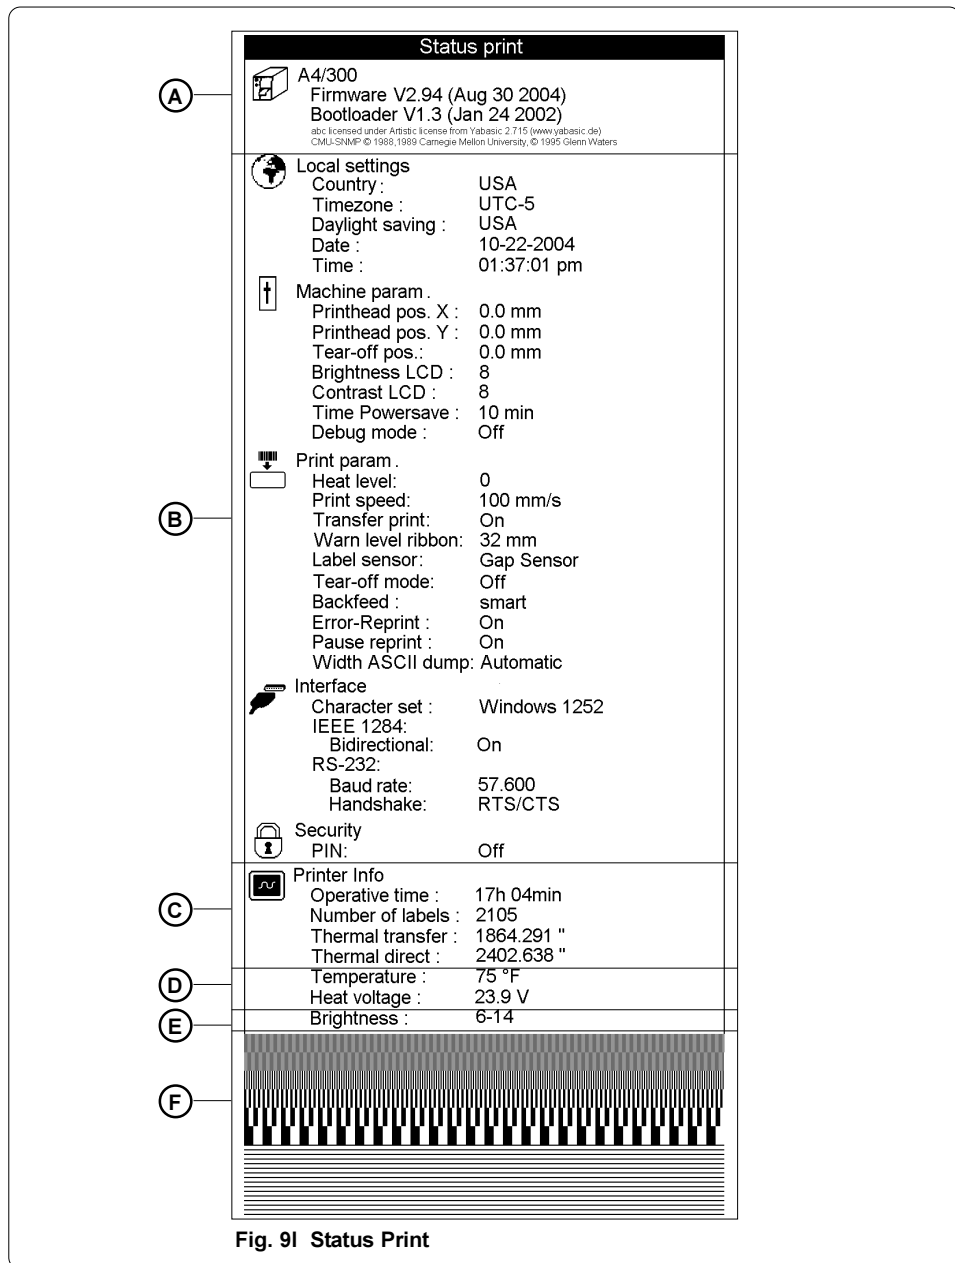 Status print
A4/300
Firmware V2.94 (Aug 30 2004)
Bootloader V1.3 (Jan 24 2002)
abc licensed under Artistic license from Yabasic 2.715 (www.yabasic.de)
CMU-SNMP © 1988,1989 Carnegie Mellon University, © 1995 Glenn Waters
A
Local settings
Country : USA
Timezone : UTC-5
Daylight saving : USA
Date : 10-22-2004
Time : 01:37:01 pm
Machine param .
Printhead pos. X : 0.0 mm
Printhead pos. Y : 0.0 mm
Tear-off pos.: 0.0 mm
Brightness LCD : 8
Contrast LCD : 8
Time Powersave : 10 min
Debug mode : Off
Print param .
Heat level: 0
Print speed: 100 mm/s
B
Transfer print: On
Warn level ribbon: 32 mm
Label sensor: Gap Sensor
Tear-off mode: Off
Backfeed : smart
Error-Reprint : On
Pause reprint : On
Width ASCII dump: Automatic
Interface
Character set : Windows 1252
IEEE 1284:
Bidirectional: On
RS-232:
Baud rate: 57.600
Handshake: RTS/CTS
Security
PIN: Off
Printer Info
Operative time : 17h 04min
C
Number of labels : 2105
Thermal transfer : 1864.291 "
Thermal direct : 2402.638 "
D
Temperature : 75 °F
Heat voltage : 23.9 V
E
Brightness : 6-14
F
Fig. 9l Status Print